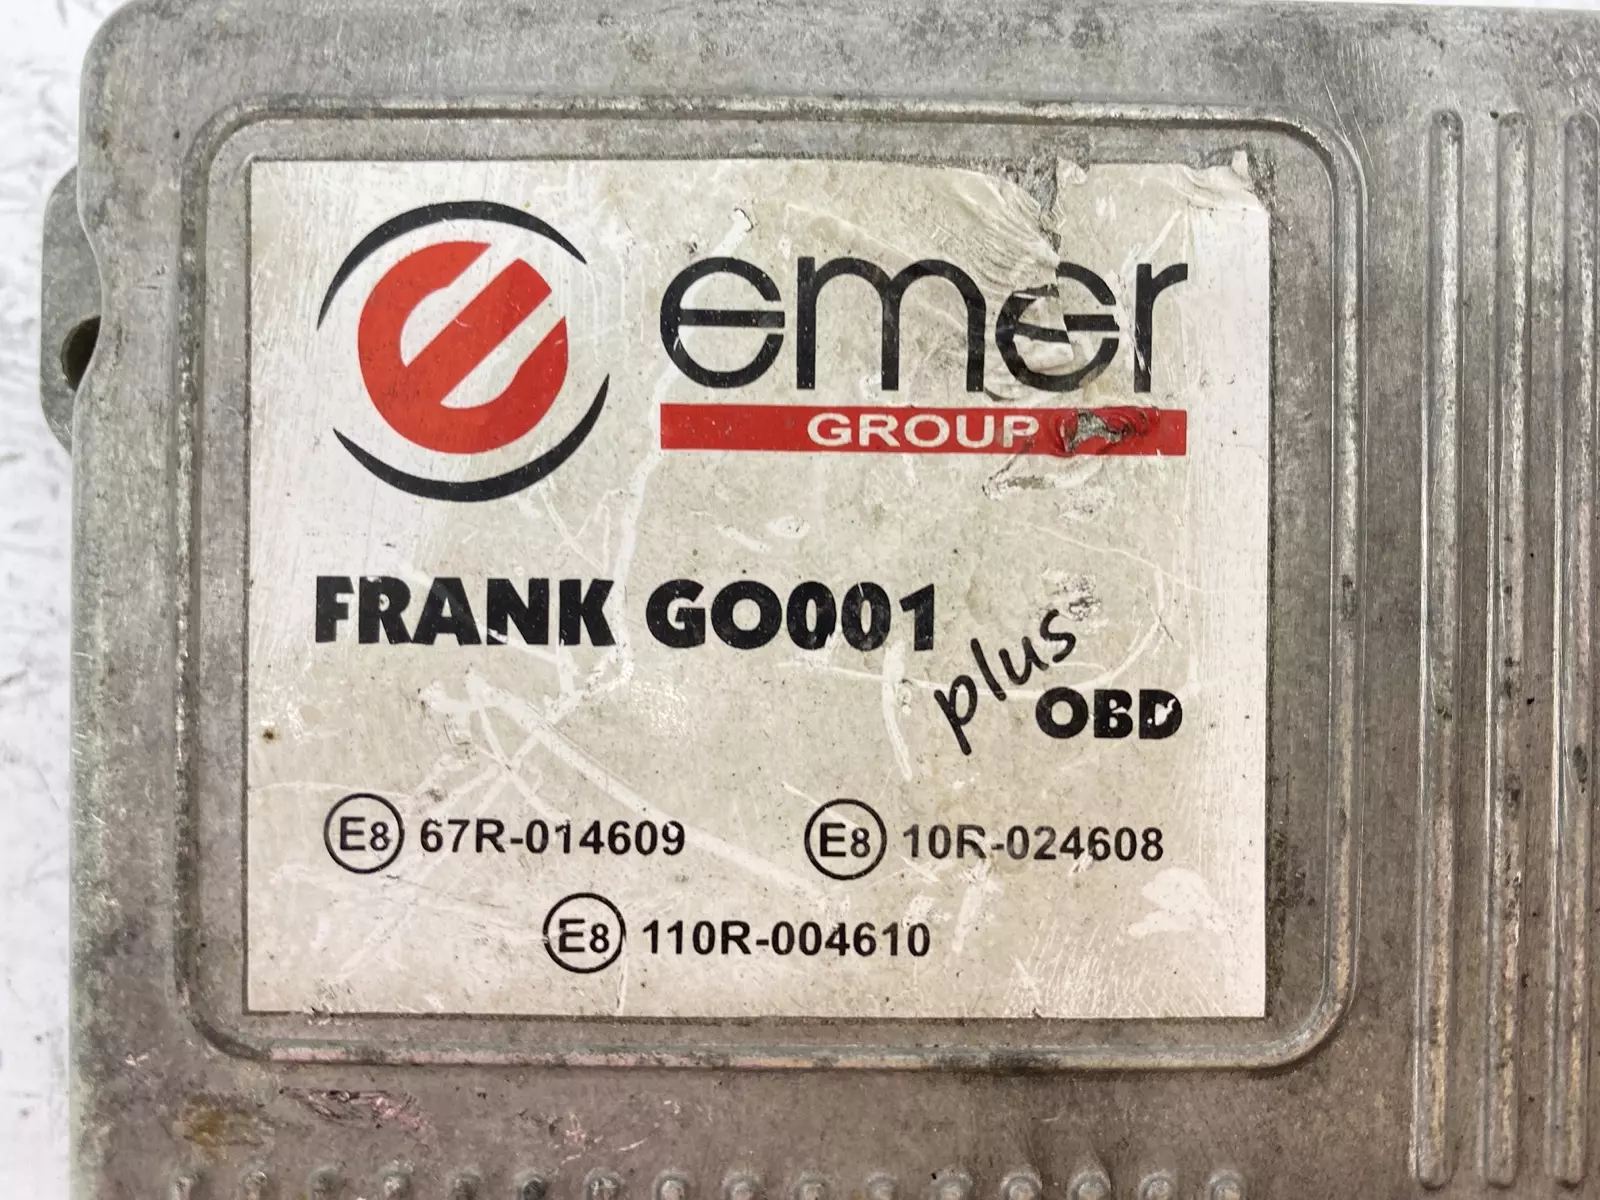 emer
GROUP
FRANK GO001
plus
OBD
E8 67R-014609
E8 10R-024608
E8 110R-004610